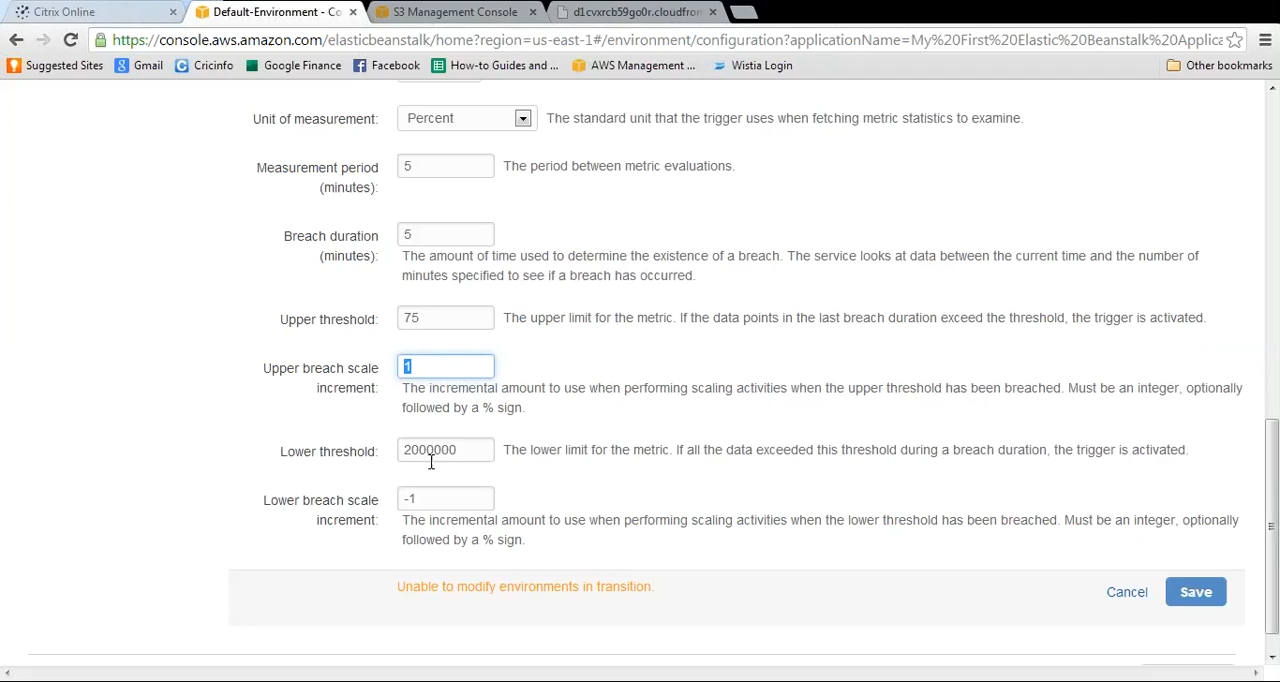 Citrix Online
Default-Environment - Co
S3 Management Console
d1cvxrcb59go0r.cloudfron
https://console.aws.amazon.com/elasticbeanstalk/home?region=us-east-1#/environment/configuration?applicationName=My%20First%20Elastic%20Beanstalk%20Applica
Suggested Sites
Gmail
Cricinfo
Google Finance
Facebook
How-to Guides and ...
AWS Management ...
Wistia Login
Other bookmarks
Unit of measurement:
Percent
The standard unit that the trigger uses when fetching metric statistics to examine.
Measurement period
(minutes):
5
The period between metric evaluations.
Breach duration
(minutes):
5
The amount of time used to determine the existence of a breach. The service looks at data between the current time and the number of
minutes specified to see if a breach has occurred.
Upper threshold:
75
The upper limit for the metric. If the data points in the last breach duration exceed the threshold, the trigger is activated.
Upper breach scale
increment:
1
The incremental amount to use when performing scaling activities when the upper threshold has been breached. Must be an integer, optionally
followed by a % sign.
Lower threshold:
2000000
The lower limit for the metric. If all the data exceeded this threshold during a breach duration, the trigger is activated.
Lower breach scale
increment:
-1
The incremental amount to use when performing scaling activities when the lower threshold has been breached. Must be an integer, optionally
followed by a % sign.
Unable to modify environments in transition.
Cancel
Save